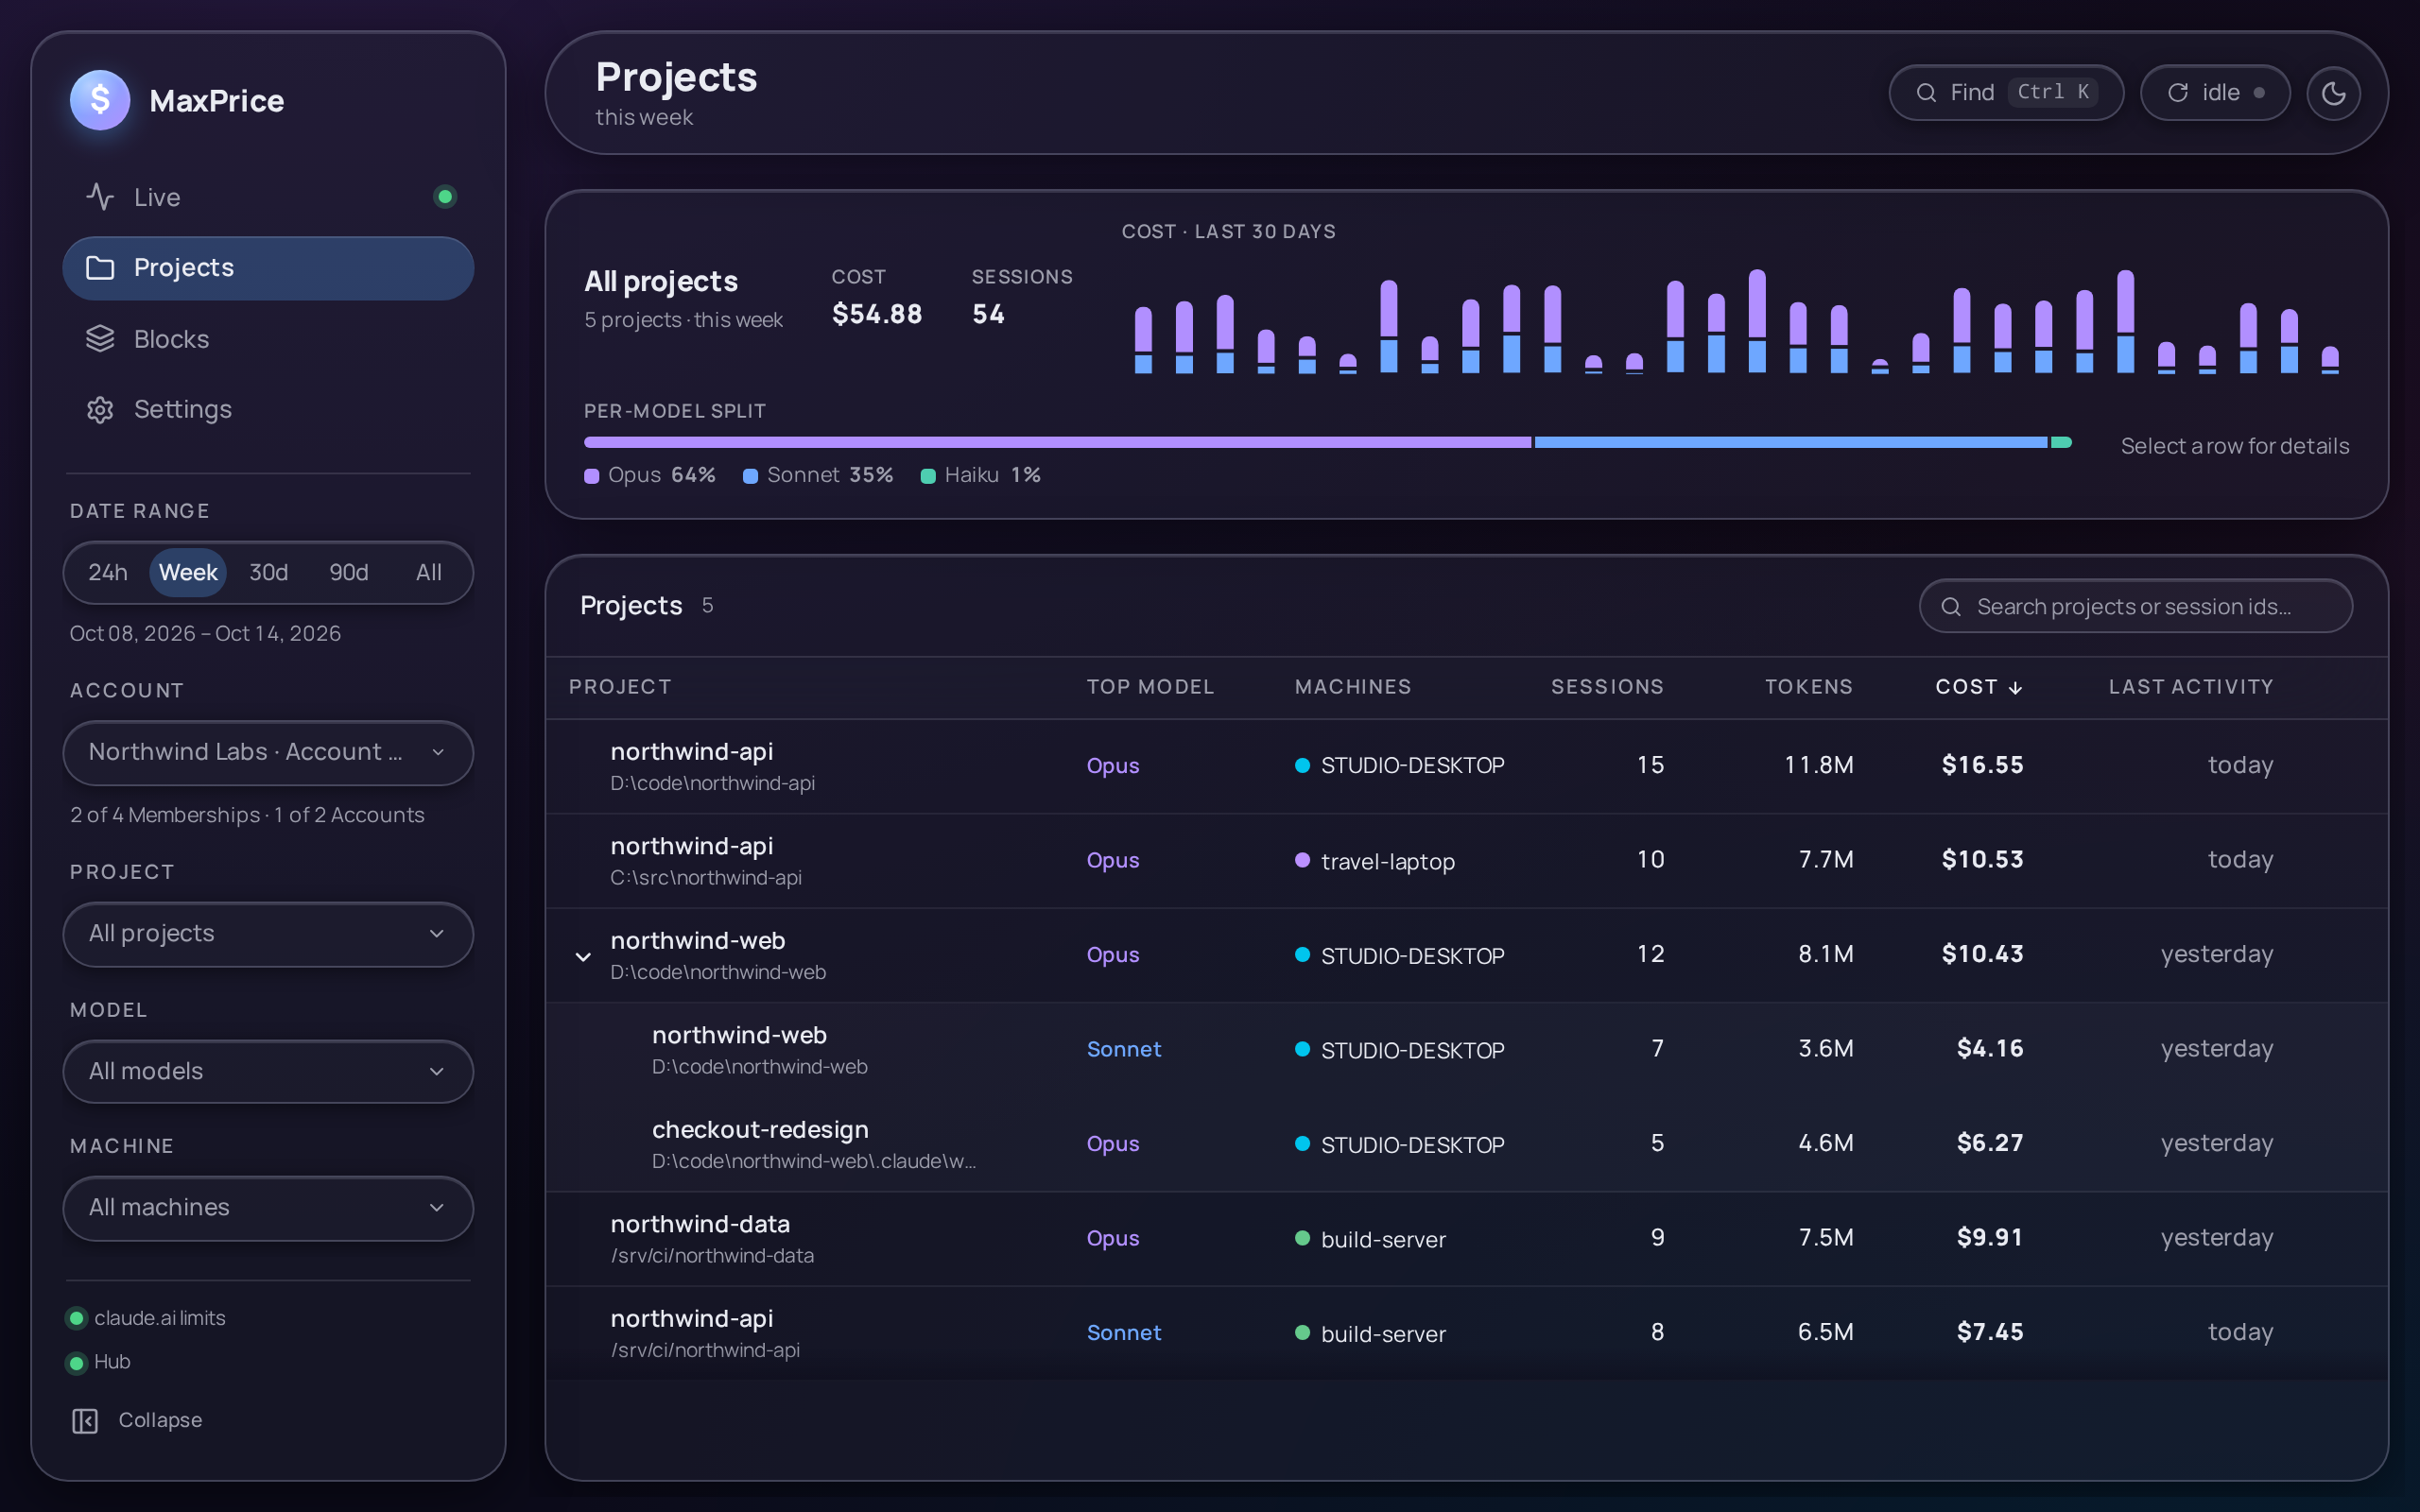 MaxPrice
Live
Projects
Blocks
Settings
DATE RANGE
24h Week 30d 90d All
Oct 08, 2026 – Oct 14, 2026
ACCOUNT
Northwind Labs · Account ...
2 of 4 Memberships · 1 of 2 Accounts
PROJECT
All projects
MODEL
All models
MACHINE
All machines
claude.ai limits
Hub
Collapse
Projects
this week
Find Ctrl K
idle
All projects
5 projects · this week
COST
$54.88
SESSIONS
54
COST · LAST 30 DAYS
PER-MODEL SPLIT
Opus 64% Sonnet 35% Haiku 1%
Select a row for details
Projects 5
Search projects or session ids...
PROJECT TOP MODEL MACHINES SESSIONS TOKENS COST ↓ LAST ACTIVITY
northwind-api Opus STUDIO-DESKTOP 15 11.8M $16.55 today
D:\code\northwind-api
northwind-api Opus travel-laptop 10 7.7M $10.53 today
C:\src\northwind-api
northwind-web Opus STUDIO-DESKTOP 12 8.1M $10.43 yesterday
D:\code\northwind-web
northwind-web Sonnet STUDIO-DESKTOP 7 3.6M $4.16 yesterday
D:\code\northwind-web
checkout-redesign Opus STUDIO-DESKTOP 5 4.6M $6.27 yesterday
D:\code\northwind-web\.claude\w...
northwind-data Opus build-server 9 7.5M $9.91 yesterday
/srv/ci/northwind-data
northwind-api Sonnet build-server 8 6.5M $7.45 today
/srv/ci/northwind-api